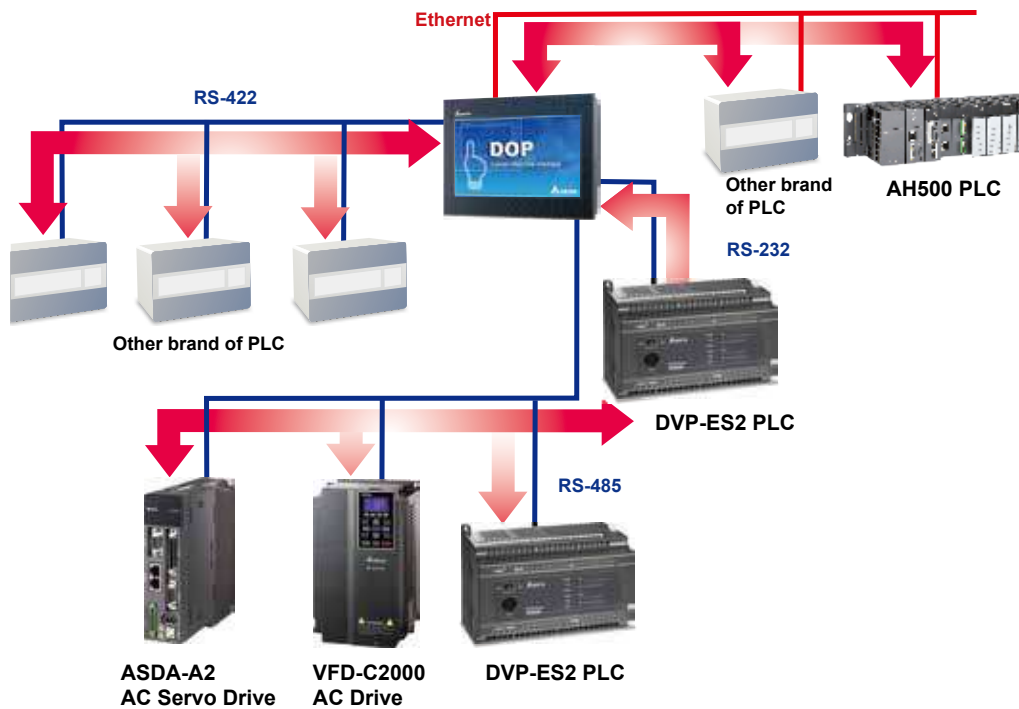 Ethernet
RS-422
DOP
Other brand
of PLC
AH500 PLC
RS-232
Other brand of PLC
DVP-ES2 PLC
RS-485
ASDA-A2
AC Servo Drive
VFD-C2000
AC Drive
DVP-ES2 PLC